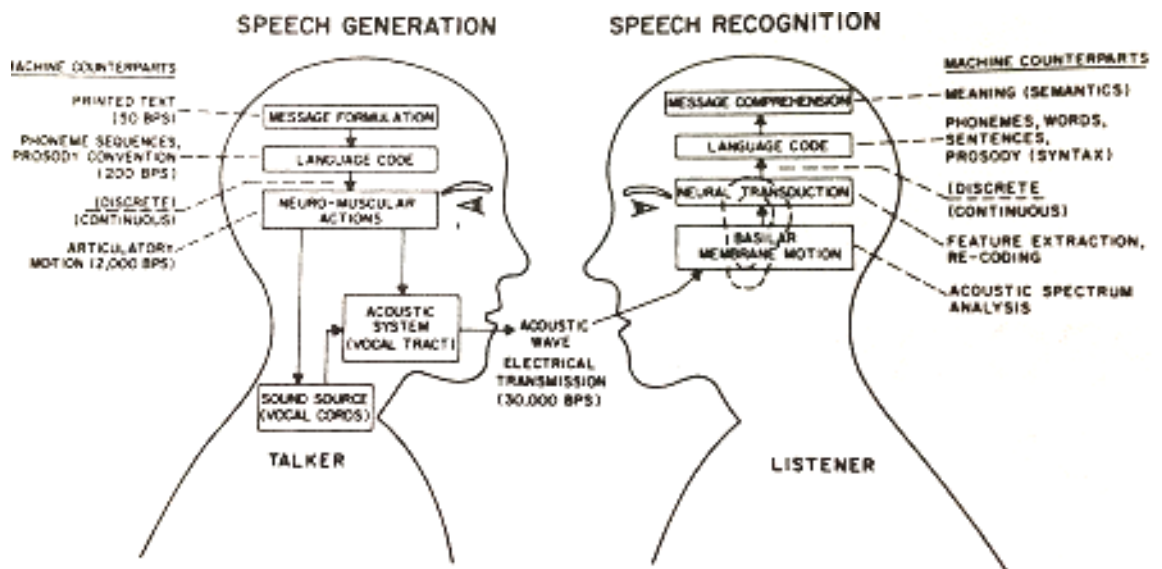 SPEECH GENERATION
MACHINE COUNTERPARTS
PRINTED TEXT
(50 BPS)
PHONEME SEQUENCES,
PROSODY CONVENTION
(200 BPS)
(DISCRETE)
(CONTINUOUS)
ARTICULATORY
MOTION (2,000 BPS)
MESSAGE FORMULATION
LANGUAGE CODE
NEURO-MUSCULAR
ACTIONS
ACOUSTIC
SYSTEM
(VOCAL TRACT)
SOUND SOURCE
(VOCAL CORDS)
TALKER
ACOUSTIC
WAVE
ELECTRICAL
TRANSMISSION
(30,000 BPS)
SPEECH RECOGNITION
MESSAGE COMPREHENSION
LANGUAGE CODE
NEURAL TRANSDUCTION
BASILAR
MEMBRANE MOTION
LISTENER
MACHINE COUNTERPARTS
MEANING (SEMANTICS)
PHONEMES, WORDS,
SENTENCES,
PROSODY (SYNTAX)
(DISCRETE)
(CONTINUOUS)
FEATURE EXTRACTION,
RE-CODING
ACOUSTIC SPECTRUM
ANALYSIS